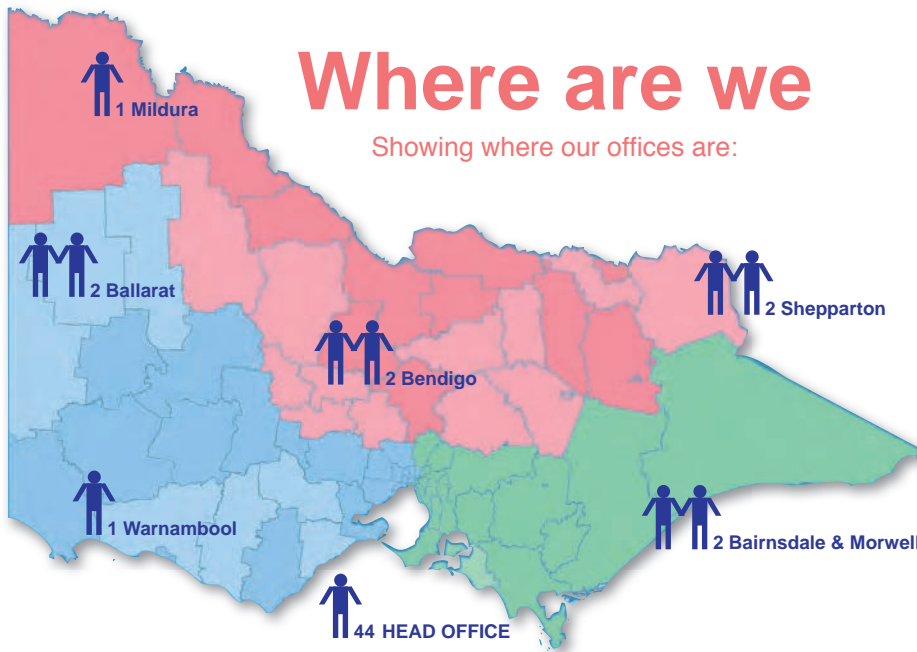 Where are we
Showing where our offices are:
1 Mildura
2 Ballarat
2 Shepparton
2 Bendigo
1 Warnambool
2 Bairnsdale & Morwell
44 HEAD OFFICE